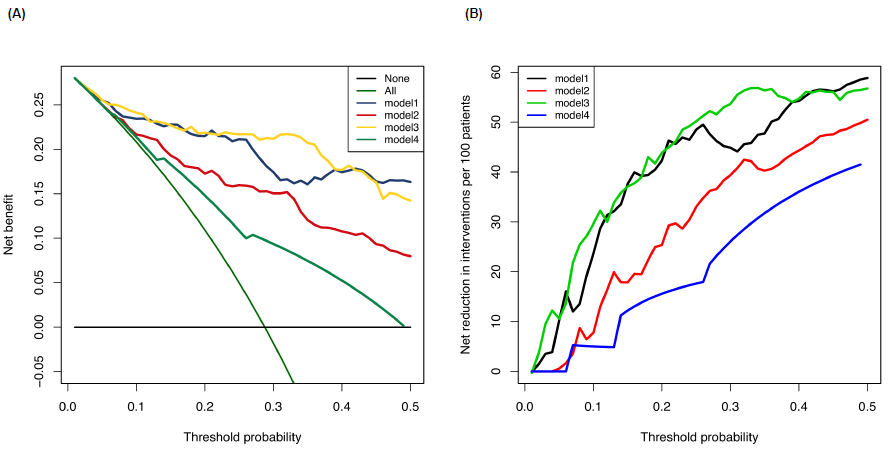 (A)
(B)
None
All
model1
model2
model3
model4
Net benefit
−0.05
0.00
0.05
0.10
0.15
0.20
0.25
0.0
0.1
0.2
0.3
0.4
0.5
Threshold probability
model1
model2
model3
model4
Net reduction in interventions per 100 patients
0
10
20
30
40
50
60
0.0
0.1
0.2
0.3
0.4
0.5
Threshold probability